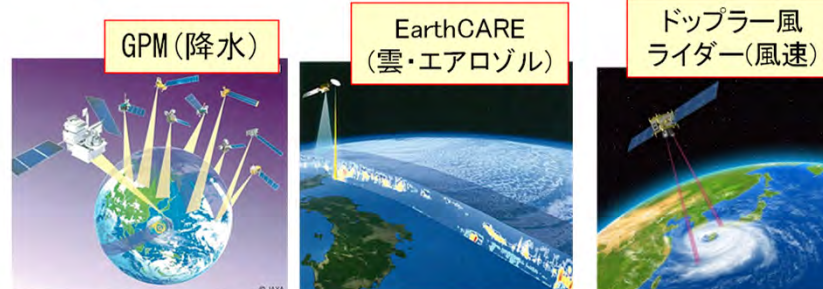 GPM(降水)
EarthCARE
(雲・エアロゾル)
ドップラー風
ライダー(風速)
© JAXA